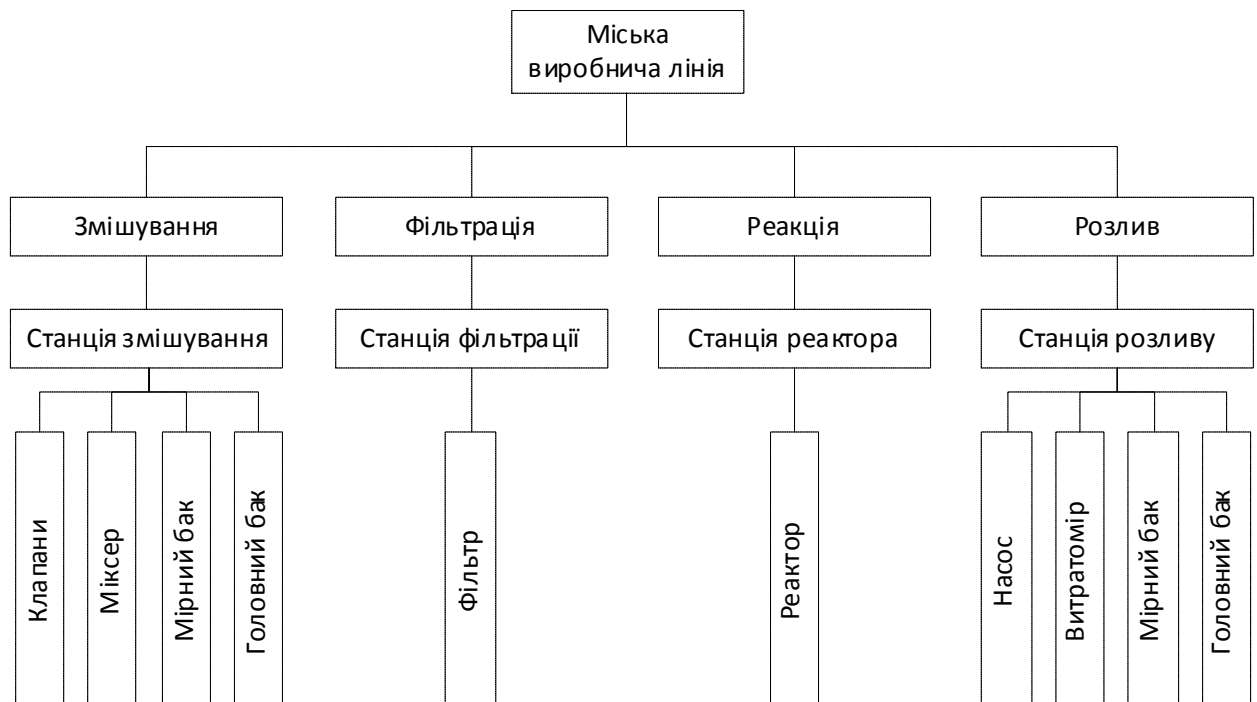 Міська
виробнича лінія
Змішування
Фільтрація
Реакція
Розлив
Станція змішування
Станція фільтрації
Станція реактора
Станція розливу
Клапани
Міксер
Мірний бак
Головний бак
Фільтр
Реактор
Насос
Витратомір
Мірний бак
Головний бак